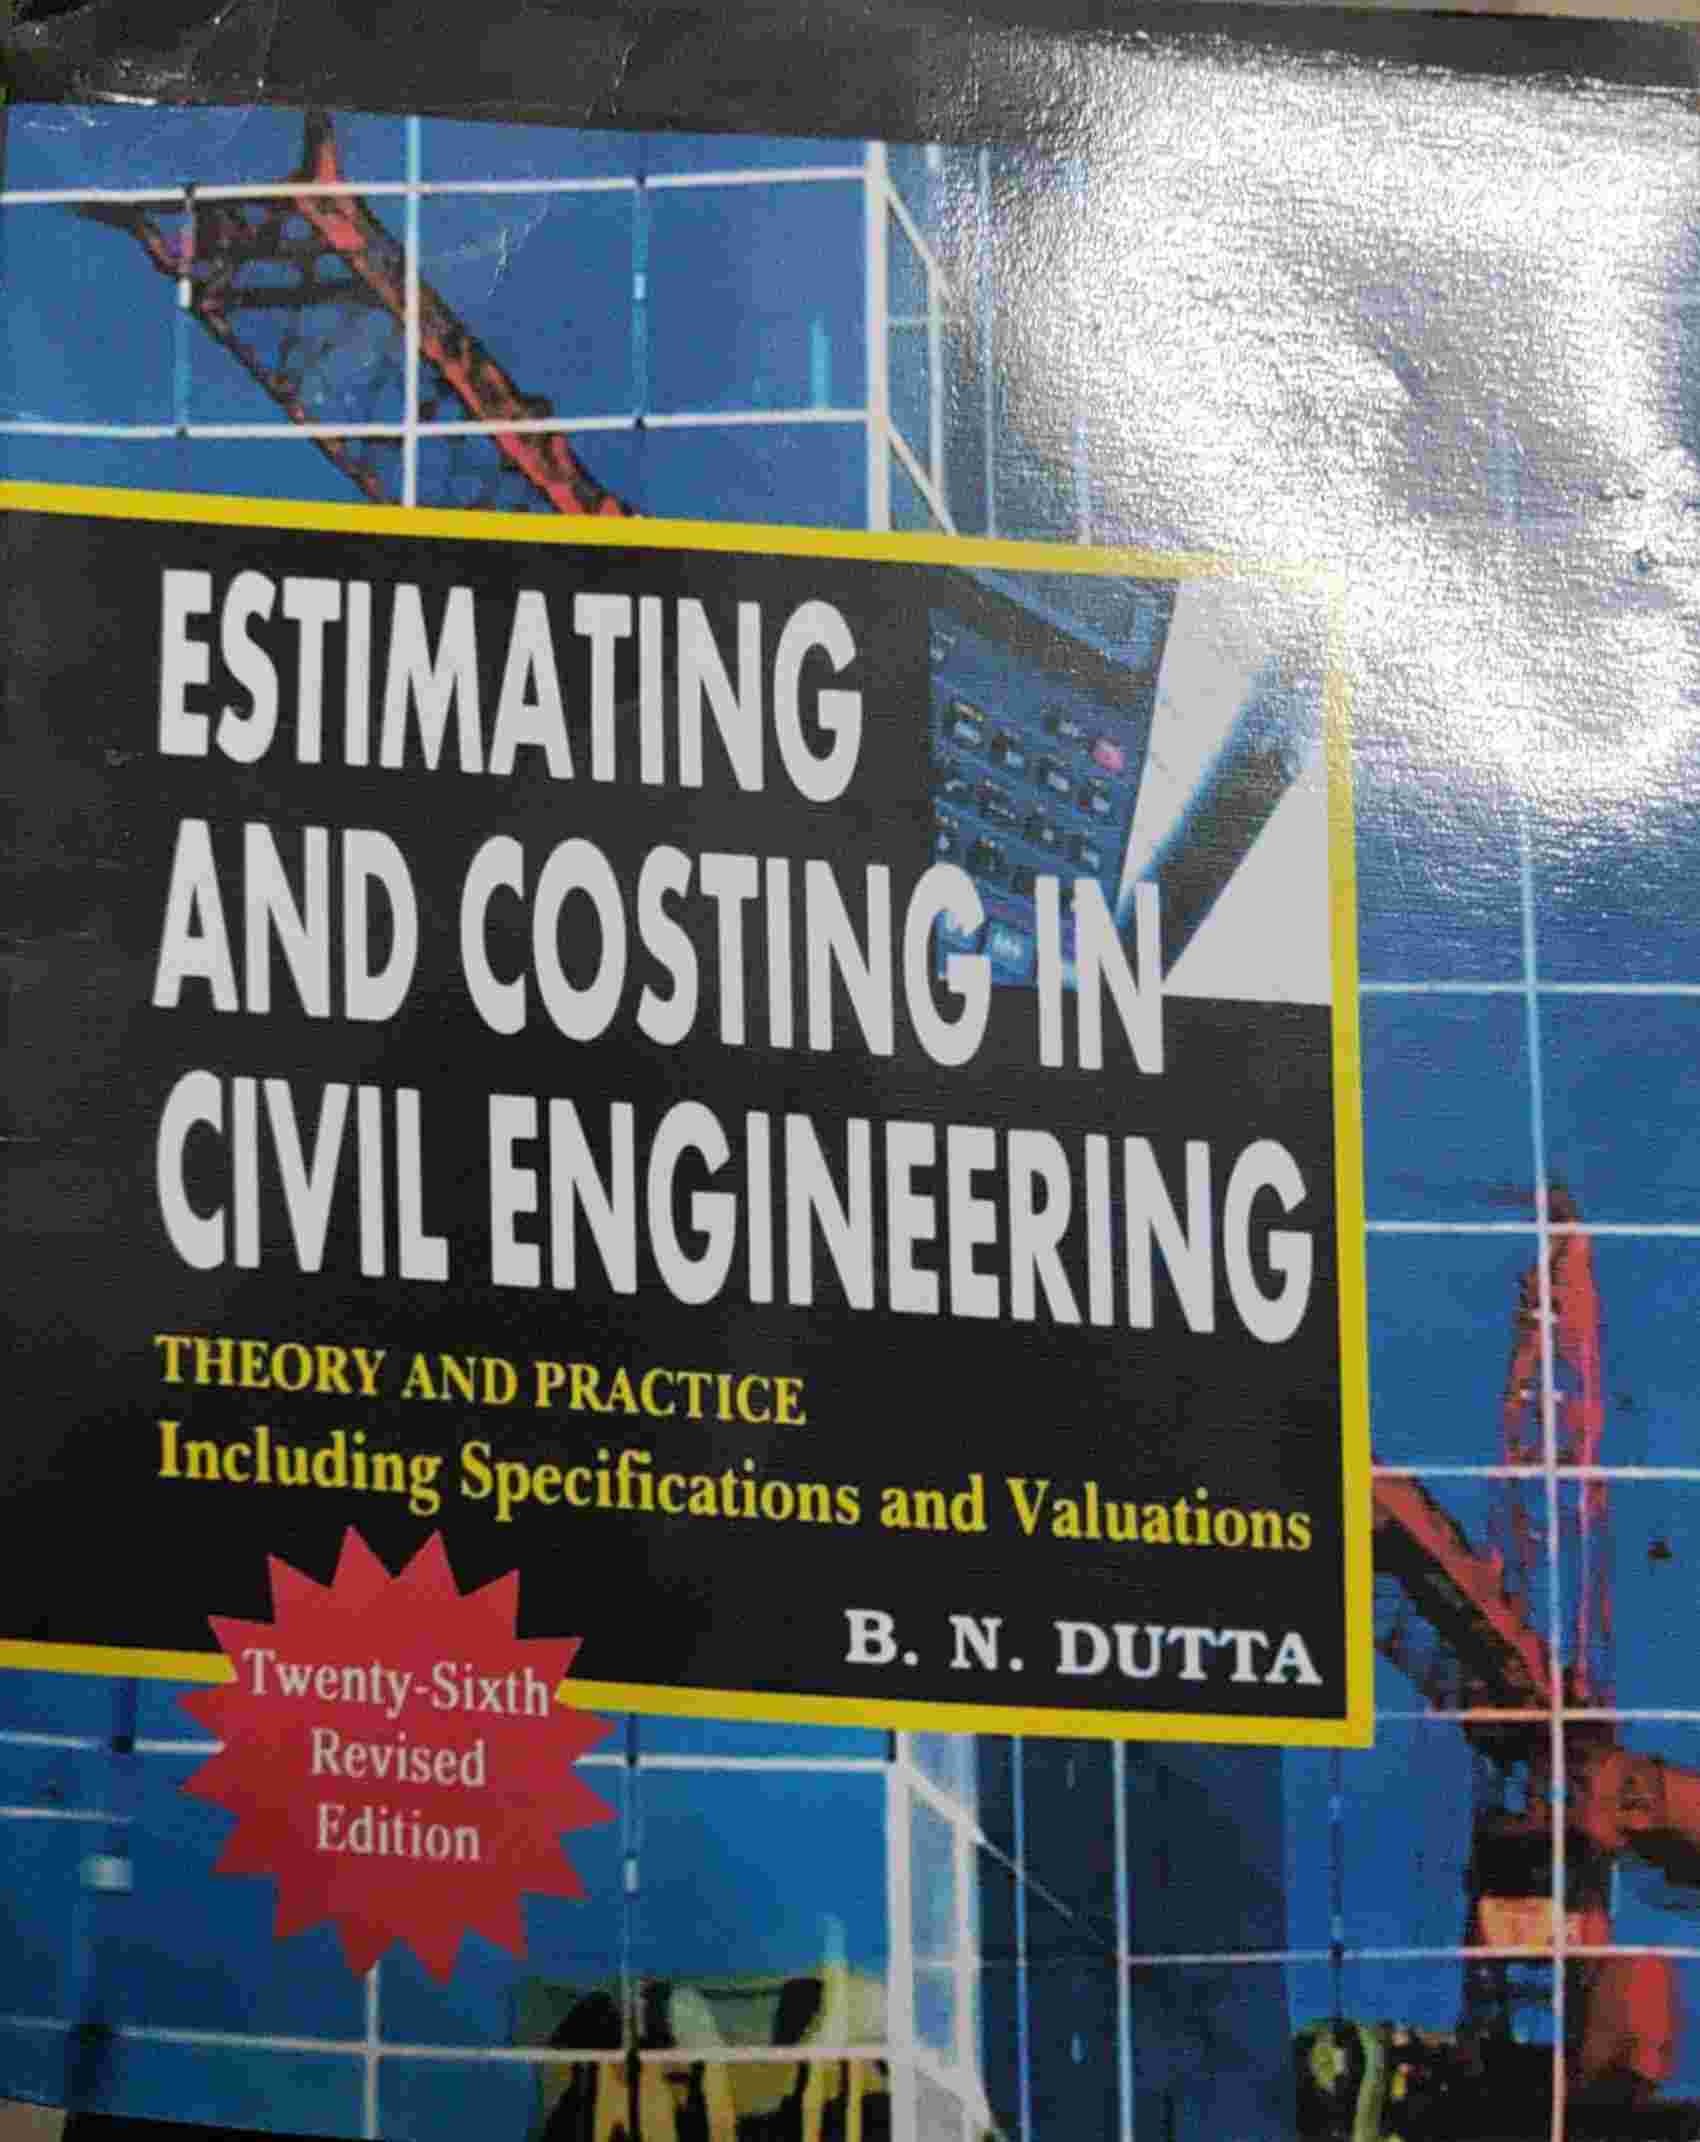 ESTIMATING
AND COSTING IN
CIVIL ENGINEERING
THEORY AND PRACTICE
Including Specifications and Valuations
B. N. DUTTA
Twenty-Sixth
Revised
Edition